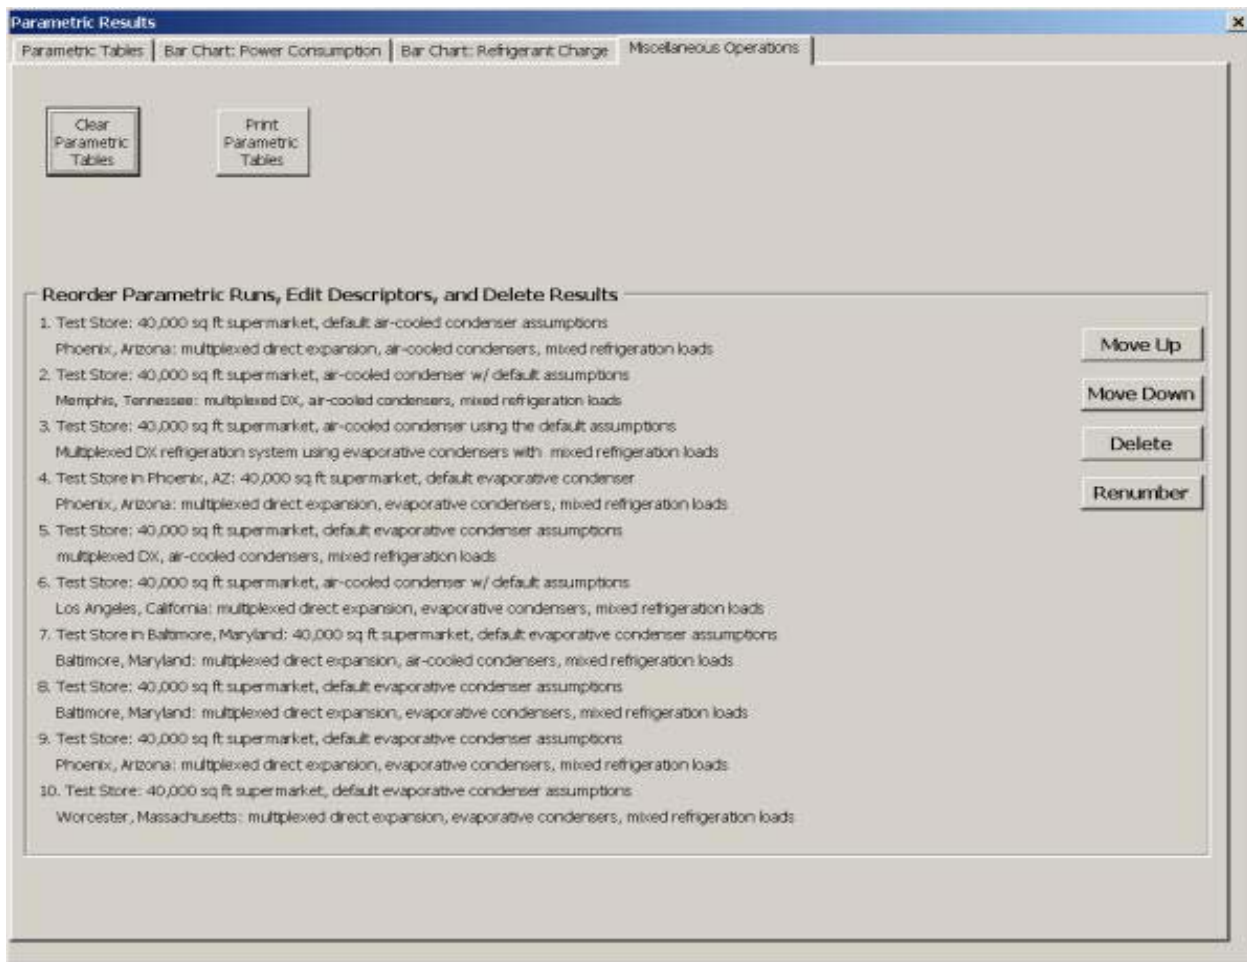 Parametric Results
Parametric Tables
Bar Chart: Power Consumption
Bar Chart: Refrigerant Charge
Miscellaneous Operations
Clear
Parametric
Tables
Print
Parametric
Tables
Reorder Parametric Runs, Edit Descriptors, and Delete Results
1. Test Store: 40,000 sq ft supermarket, default air-cooled condenser assumptions
Phoenix, Arizona: multiplexed direct expansion, air-cooled condensers, mixed refrigeration loads
2. Test Store: 40,000 sq ft supermarket, air-cooled condenser w/ default assumptions
Memphis, Tennessee: multiplexed DX, air-cooled condensers, mixed refrigeration loads
3. Test Store: 40,000 sq ft supermarket, air-cooled condenser using the default assumptions
Multiplexed DX refrigeration system using evaporative condensers with mixed refrigeration loads
4. Test Store in Phoenix, AZ: 40,000 sq ft supermarket, default evaporative condenser
Phoenix, Arizona: multiplexed direct expansion, evaporative condensers, mixed refrigeration loads
5. Test Store: 40,000 sq ft supermarket, default evaporative condenser assumptions
multiplexed DX, air-cooled condensers, mixed refrigeration loads
6. Test Store: 40,000 sq ft supermarket, air-cooled condenser w/ default assumptions
Los Angeles, California: multiplexed direct expansion, evaporative condensers, mixed refrigeration loads
7. Test Store in Baltimore, Maryland: 40,000 sq ft supermarket, default evaporative condenser assumptions
Baltimore, Maryland: multiplexed direct expansion, air-cooled condensers, mixed refrigeration loads
8. Test Store: 40,000 sq ft supermarket, default evaporative condenser assumptions
Baltimore, Maryland: multiplexed direct expansion, evaporative condensers, mixed refrigeration loads
9. Test Store: 40,000 sq ft supermarket, default evaporative condenser assumptions
Phoenix, Arizona: multiplexed direct expansion, evaporative condensers, mixed refrigeration loads
10. Test Store: 40,000 sq ft supermarket, default evaporative condenser assumptions
Worcester, Massachusetts: multiplexed direct expansion, evaporative condensers, mixed refrigeration loads
Move Up
Move Down
Delete
Renumber